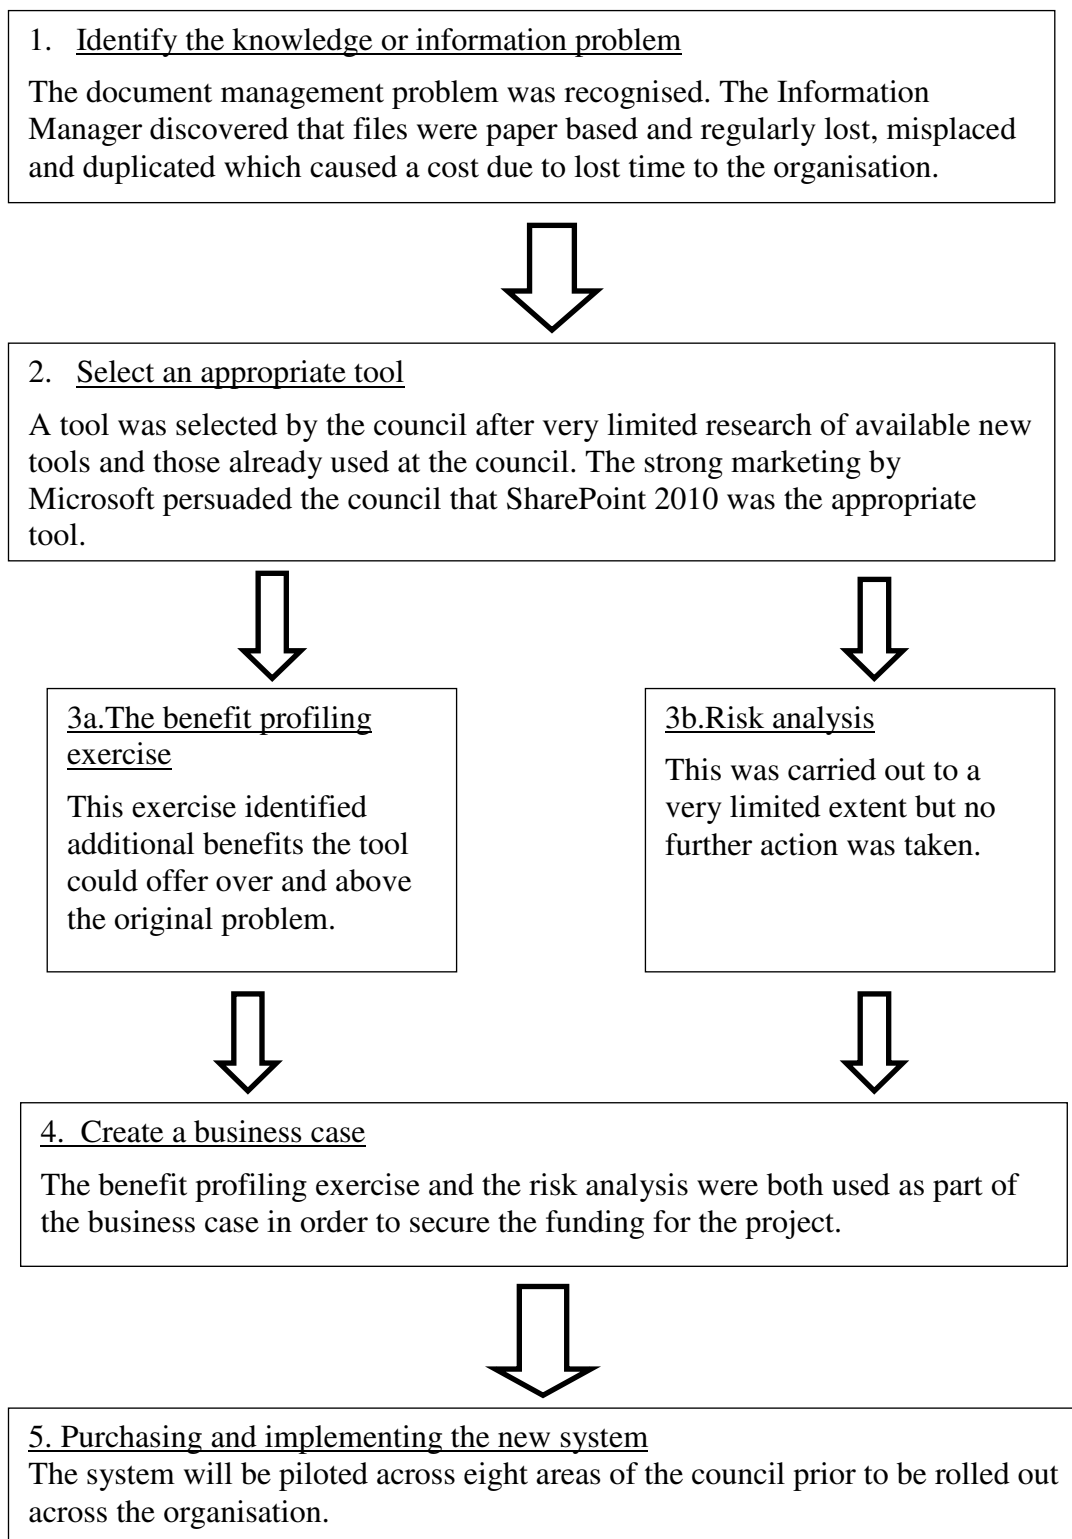 1. Identify the knowledge or information problem
The document management problem was recognised. The Information
Manager discovered that files were paper based and regularly lost, misplaced
and duplicated which caused a cost due to lost time to the organisation.
2. Select an appropriate tool
A tool was selected by the council after very limited research of available new
tools and those already used at the council. The strong marketing by
Microsoft persuaded the council that SharePoint 2010 was the appropriate
tool.
3a.The benefit profiling
exercise
This exercise identified
additional benefits the tool
could offer over and above
the original problem.
3b.Risk analysis
This was carried out to a
very limited extent but no
further action was taken.
4. Create a business case
The benefit profiling exercise and the risk analysis were both used as part of
the business case in order to secure the funding for the project.
5. Purchasing and implementing the new system
The system will be piloted across eight areas of the council prior to be rolled out
across the organisation.